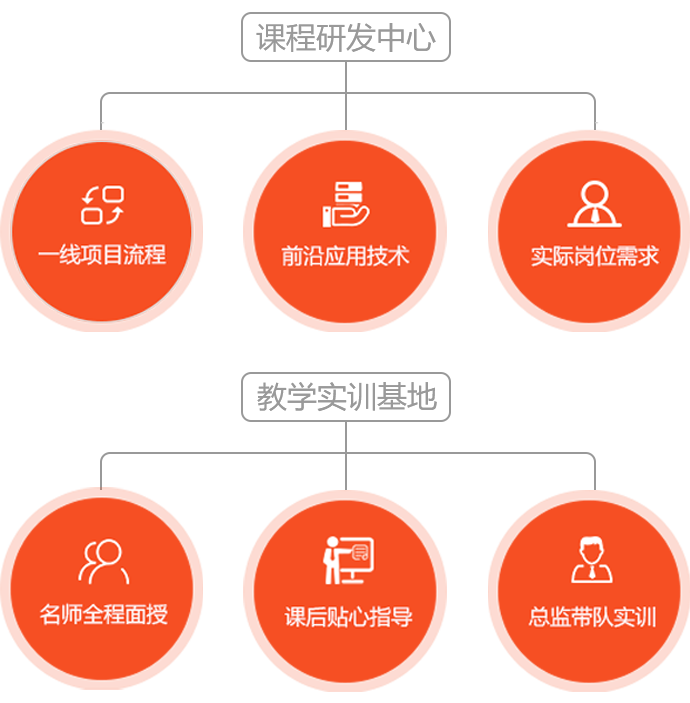 课程研发中心
一线项目流程
前沿应用技术
实际岗位需求
教学实训基地
名师全程面授
课后贴心指导
总监带队实训